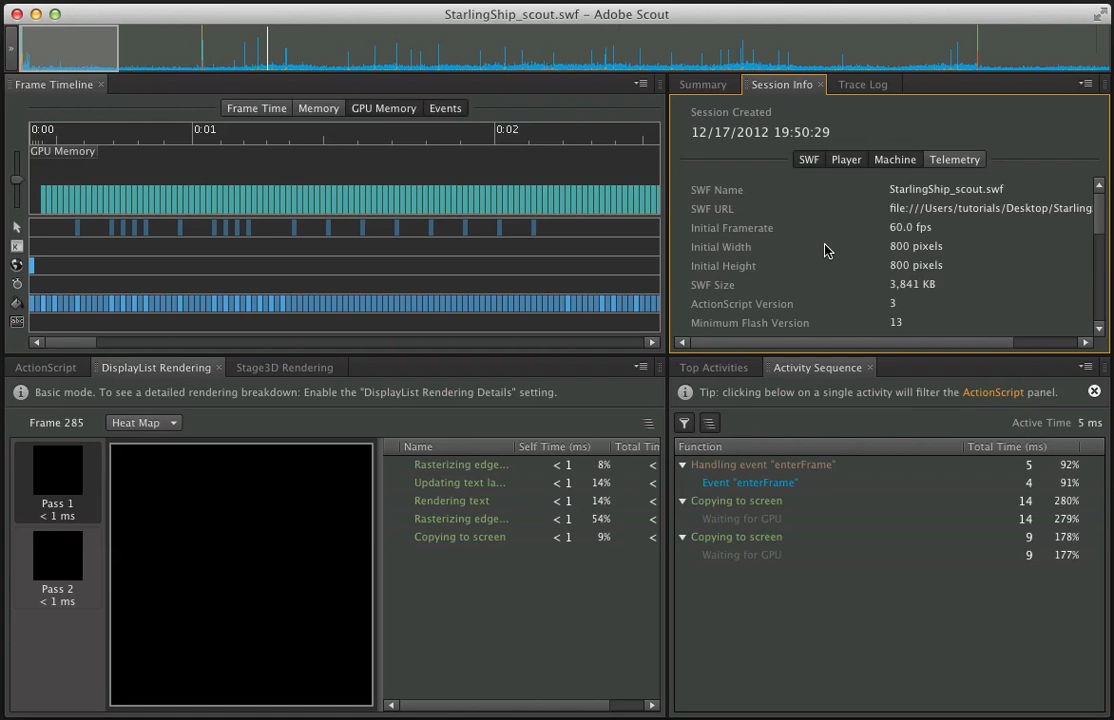 StarlingShip_scout.swf – Adobe Scout
»
Frame Timeline
Frame Time Memory GPU Memory Events
0:00 0:01 0:02
GPU Memory
Summary Session Info Trace Log
Session Created
12/17/2012 19:50:29
SWF Player Machine Telemetry
SWF Name StarlingShip_scout.swf
SWF URL file:///Users/tutorials/Desktop/Starling
Initial Framerate 60.0 fps
Initial Width 800 pixels
Initial Height 800 pixels
SWF Size 3,841 KB
ActionScript Version 3
Minimum Flash Version 13
ActionScript DisplayList Rendering Stage3D Rendering
Basic mode. To see a detailed rendering breakdown: Enable the "DisplayList Rendering Details" setting.
Frame 285 Heat Map
Pass 1
< 1 ms
Pass 2
< 1 ms
Name Self Time (ms) Total Tim
Rasterizing edge... < 1 8% <
Updating text la... < 1 14% <
Rendering text < 1 14% <
Rasterizing edge... < 1 54% <
Copying to screen < 1 9% <
Top Activities Activity Sequence
Tip: clicking below on a single activity will filter the ActionScript panel.
Active Time 5 ms
Function Total Time (ms)
Handling event "enterFrame" 5 92%
Event "enterFrame" 4 91%
Copying to screen 14 280%
Waiting for GPU 14 279%
Copying to screen 9 178%
Waiting for GPU 9 177%